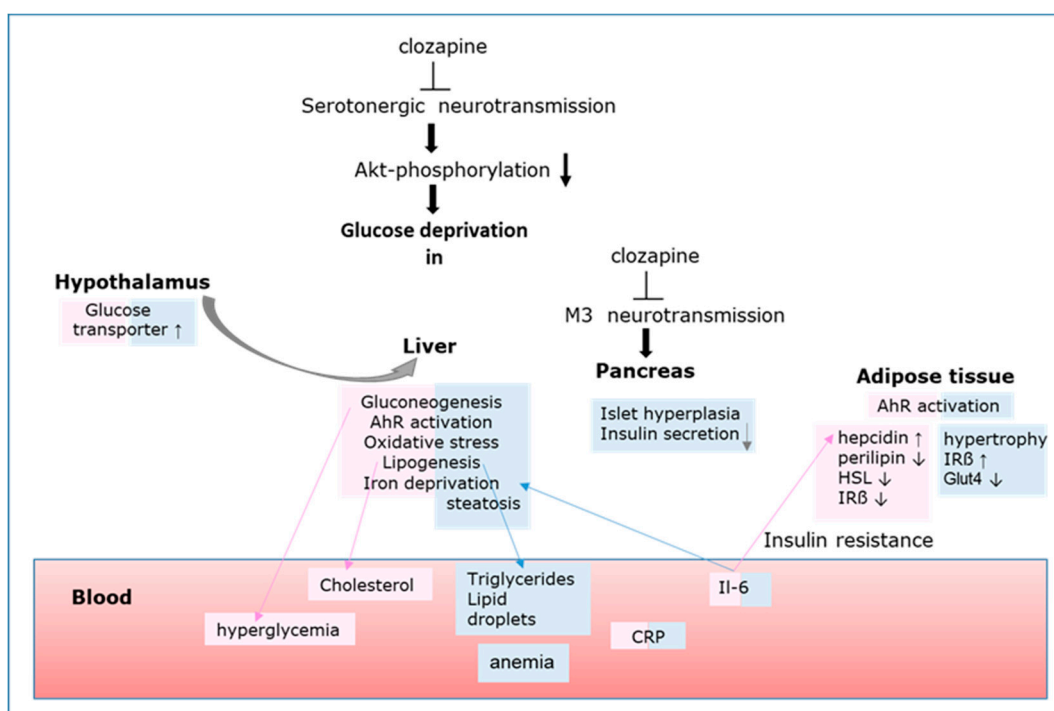 clozapine
Serotonergic neurotransmission
Akt-phosphorylation ↓
Glucose deprivation
in
Hypothalamus
Glucose
transporter ↑
clozapine
M3 neurotransmission
Liver
Pancreas
Adipose tissue
Gluconeogenesis
AhR activation
Oxidative stress
Lipogenesis
Iron deprivation
steatosis
Islet hyperplasia
Insulin secretion ↓
AhR activation
hepcidin ↑
perilipin ↓
HSL ↓
IRß ↓
hypertrophy
IRß ↑
Glut4 ↓
Insulin resistance
Blood
Cholesterol
hyperglycemia
Triglycerides
Lipid
droplets
anemia
Il-6
CRP